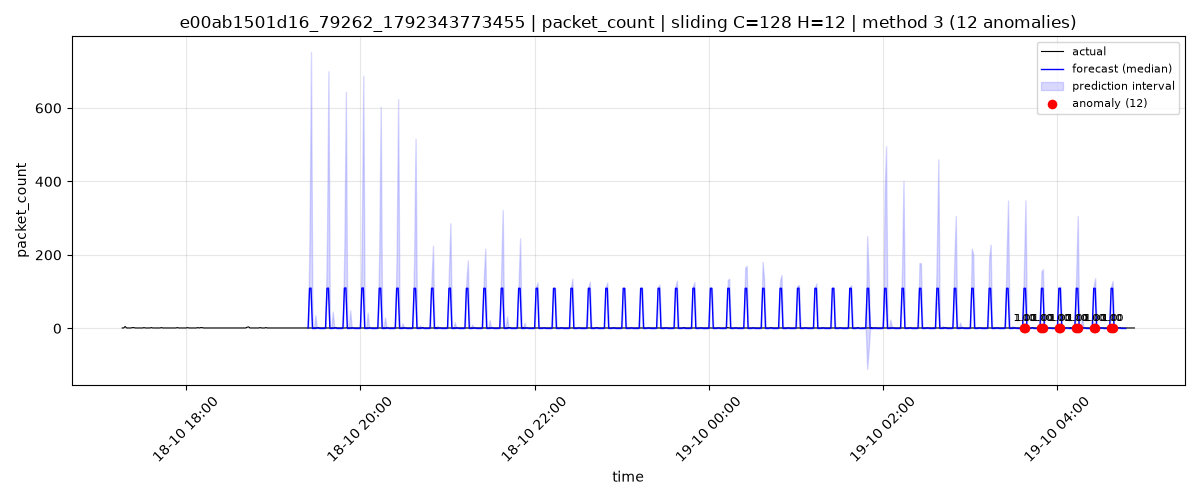 e00ab1501d16_79262_1792343773455 | packet_count | sliding C=128 H=12 | method 3 (12 anomalies)
actual
forecast (median)
prediction interval
anomaly (12)
packet_count
600
400
200
0
18-10 18:00
18-10 20:00
18-10 22:00
19-10 00:00
19-10 02:00
19-10 04:00
time